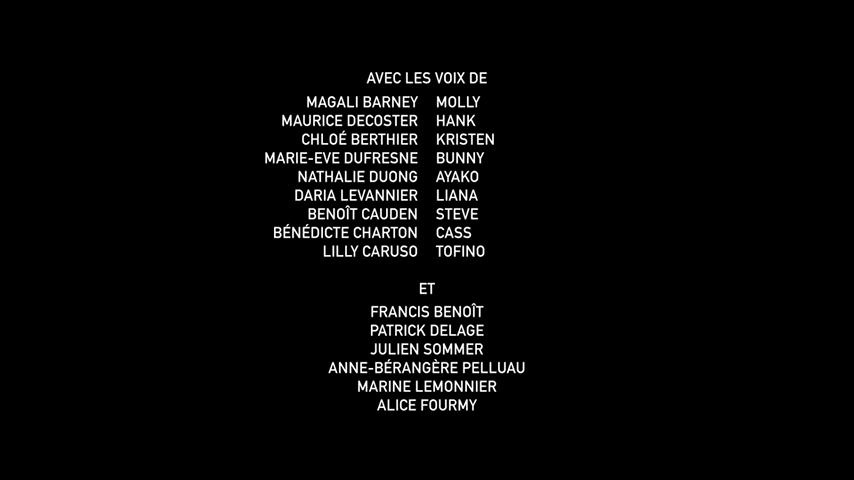 AVEC LES VOIX DE
MAGALI BARNEY MOLLY
MAURICE DECOSTER HANK
CHLOÉ BERTHIER KRISTEN
MARIE-EVE DUFRESNE BUNNY
NATHALIE DUONG AYAKO
DARIA LEVANNIER LIANA
BENOÎT CAUDEN STEVE
BÉNÉDICTE CHARTON CASS
LILLY CARUSO TOFINO
ET
FRANCIS BENOÎT
PATRICK DELAGE
JULIEN SOMMER
ANNE-BÉRANGÈRE PELLUAU
MARINE LEMONNIER
ALICE FOURMY